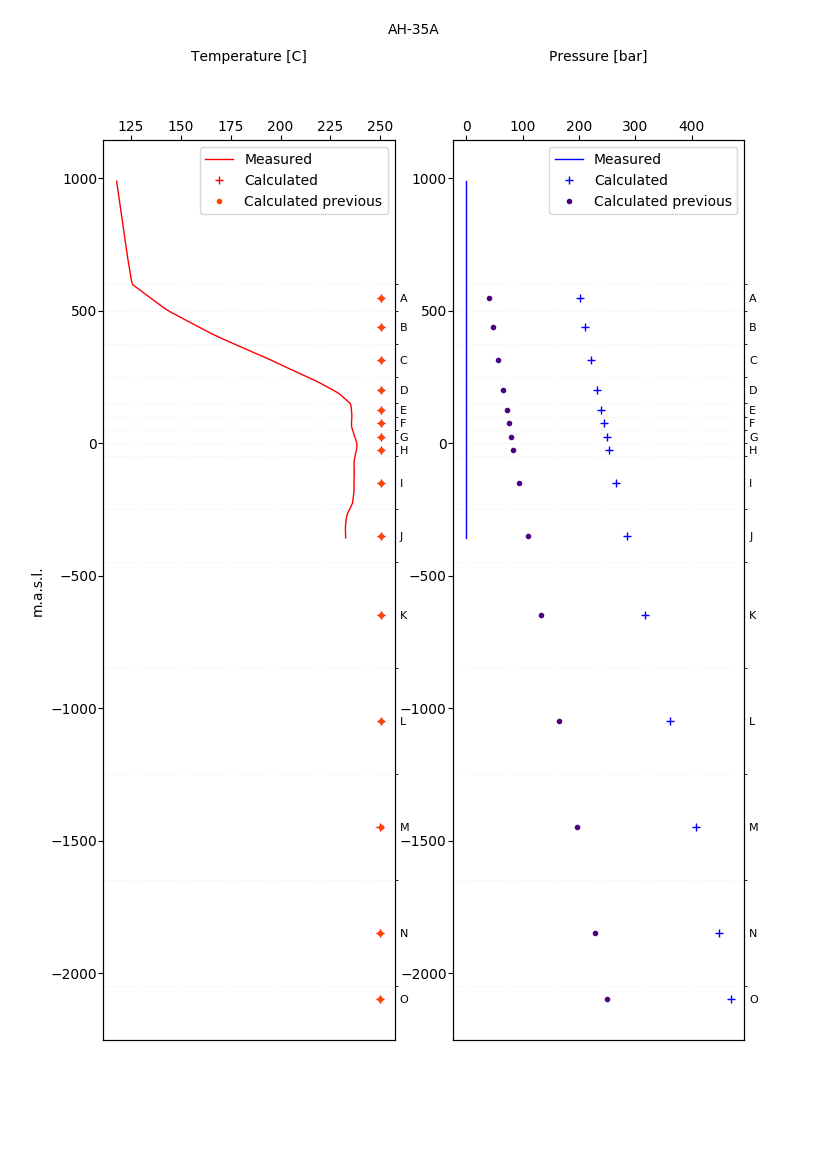 AH-35A
Temperature [C]
Pressure [bar]
125 150 175 200 225 250
0 100 200 300 400
Measured
Calculated
Calculated previous
Measured
Calculated
Calculated previous
m.a.s.l.
1000
500
0
−500
−1000
−1500
−2000
A
B
C
D
E
F
G
H
I
J
K
L
M
N
O
1000
500
0
−500
−1000
−1500
−2000
A
B
C
D
E
F
G
H
I
J
K
L
M
N
O